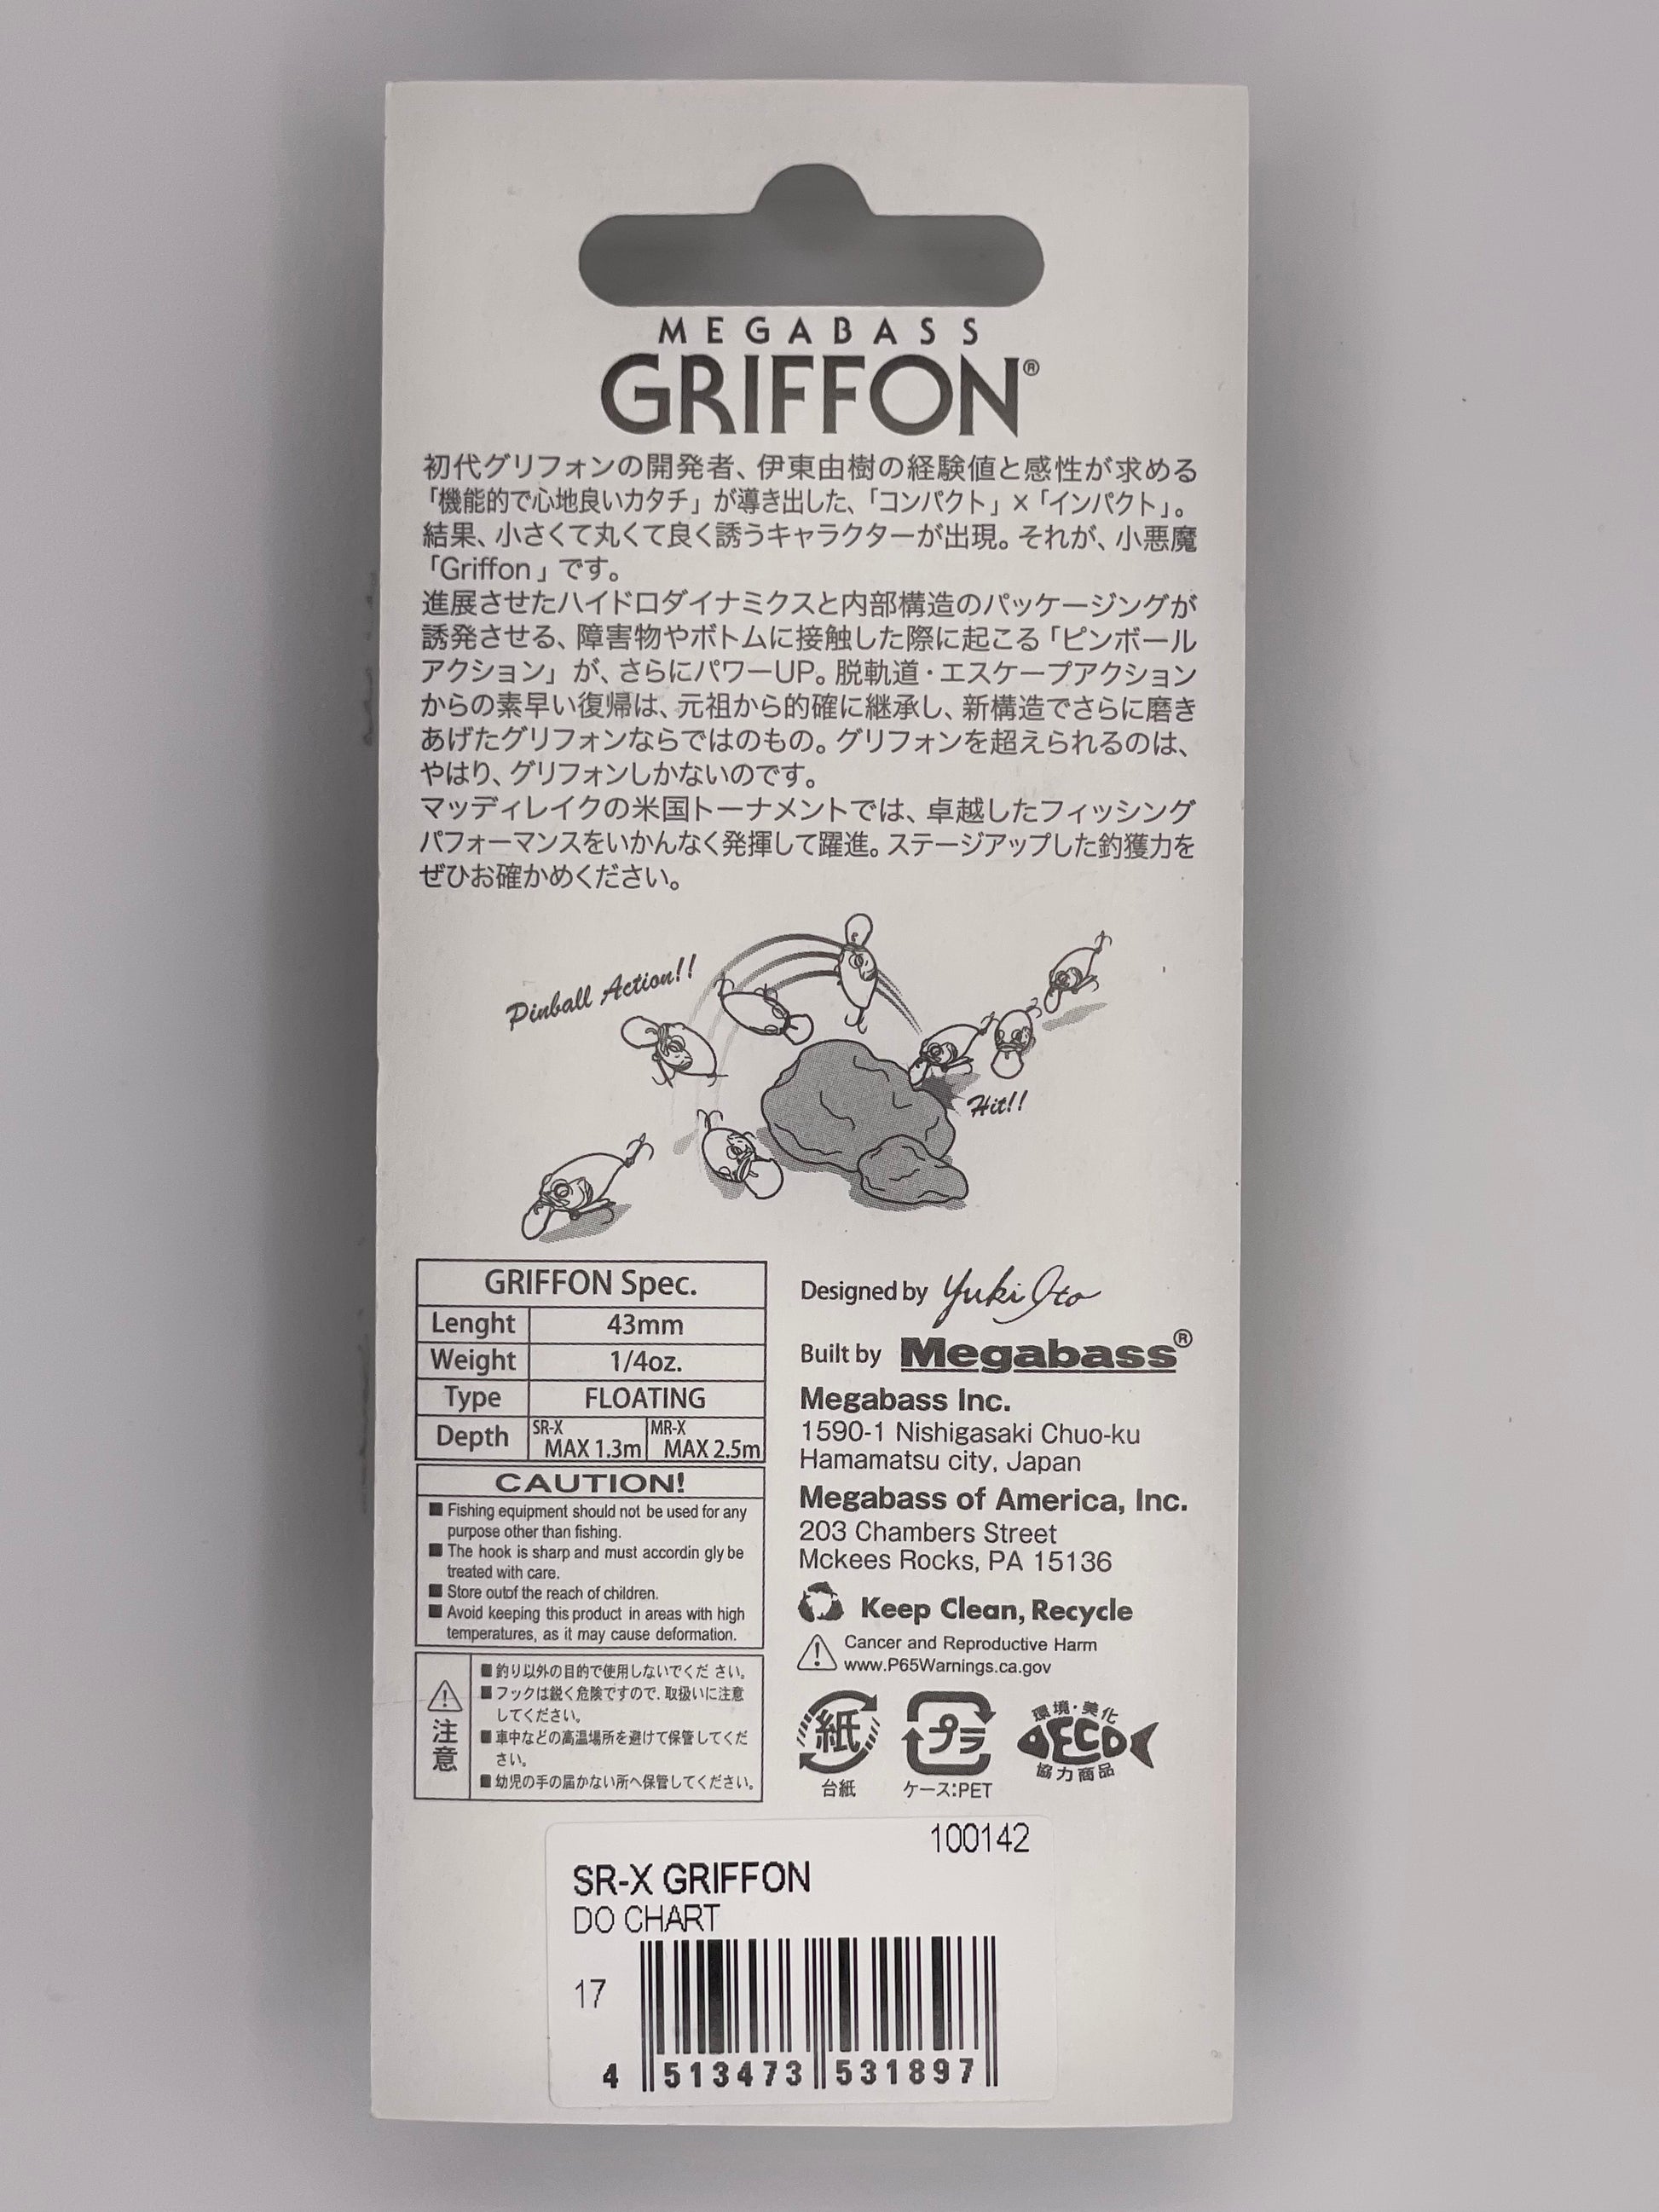 MEGABASS
GRIFFON®
初代グリフォンの開発者、伊東由樹の経験値と感性が求める
「機能的で心地良いカタチ」が導き出した、「コンパクト」×「インパクト」。
結果、小さくて丸くて良く誘うキャラクターが出現。それが、小悪魔
「Griffon」です。
進展させたハイドロダイナミクスと内部構造のパッケージングが
誘発させる、障害物やボトムに接触した際に起こる「ピンボール
アクション」が、さらにパワーUP。脱軌道・エスケープアクション
からの素早い復帰は、元祖から的確に継承し、新構造でさらに磨き
あげたグリフォンならではのもの。グリフォンを超えられるのは、
やはり、グリフォンしかないのです。
マッディレイクの米国トーナメントでは、卓越したフィッシング
パフォーマンスをいかんなく発揮して躍進。ステージアップした釣獲力を
ぜひお確かめください。
Pinball Action!!
Hit!!
GRIFFON Spec.
Lenght 43mm
Weight 1/4oz.
Type FLOATING
Depth SR-X MAX 1.3m MR-X MAX 2.5m
CAUTION!
■ Fishing equipment should not be used for any
purpose other than fishing.
■ The hook is sharp and must accordin gly be
treated with care.
■ Store outof the reach of children.
■ Avoid keeping this product in areas with high
temperatures, as it may cause deformation.
注意
■ 釣り以外の目的で使用しないでくだ さい。
■ フックは鋭く危険ですので、取扱いに注意
してください。
■ 車中などの高温場所を避けて保管してくだ
さい。
■ 幼児の手の届かない所へ保管してください。
Designed by Yuki Ito
Built by Megabass®
Megabass Inc.
1590-1 Nishigasaki Chuo-ku
Hamamatsu city, Japan
Megabass of America, Inc.
203 Chambers Street
Mckees Rocks, PA 15136
Keep Clean, Recycle
Cancer and Reproductive Harm
www.P65Warnings.ca.gov
紙
台紙
プラ
ケース:PET
環境・美化
ECO
協力商品
100142
SR-X GRIFFON
DO CHART
17
4 513473 531897